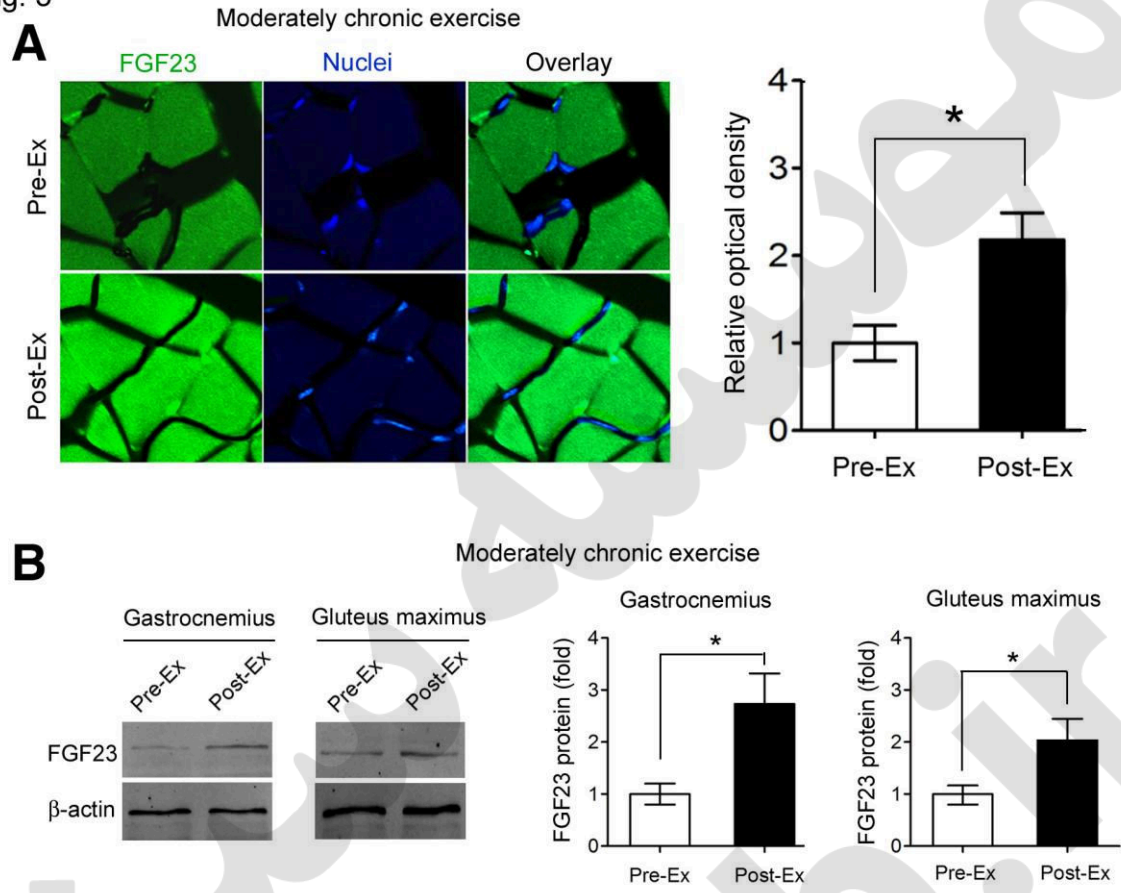 Moderately chronic exercise
A
FGF23 Nuclei Overlay
Pre-Ex
Post-Ex
Relative optical density
4
3
2
1
0
*
Pre-Ex Post-Ex
B
Moderately chronic exercise
Gastrocnemius Gluteus maximus
Pre-Ex Post-Ex Pre-Ex Post-Ex
FGF23
β-actin
Gastrocnemius
FGF23 protein (fold)
4
3
2
1
0
*
Pre-Ex Post-Ex
Gluteus maximus
FGF23 protein (fold)
4
3
2
1
0
*
Pre-Ex Post-Ex